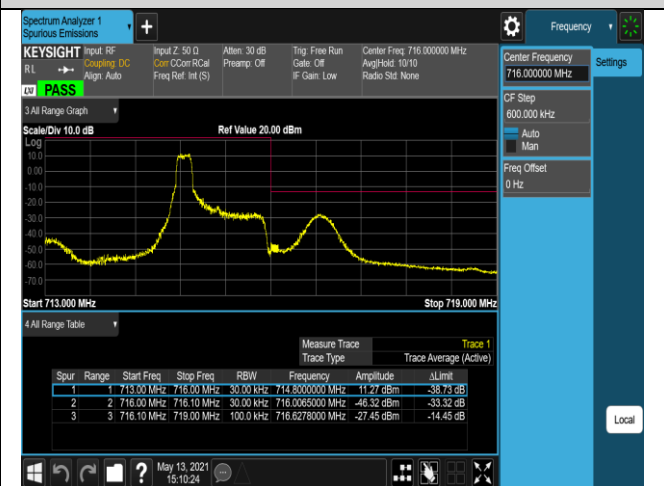 Spectrum Analyzer 1
Spurious Emissions
+
Frequency
KEYSIGHT Input: RF Input Z: 50 Ω Atten: 30 dB Trig: Free Run Center Freq: 716.000000 MHz
RL Coupling: DC Corr CCorr RCal Preamp: Off Gate: Off Avg|Hold: 10/10
Align: Auto Freq Ref: Int (S) IF Gain: Low Radio Std: None
LXI PASS
Center Frequency
716.000000 MHz
Settings
CF Step
600.000 kHz
Auto
Man
Freq Offset
0 Hz
3 All Range Graph
Scale/Div 10.0 dB Ref Value 20.00 dBm
Log
10.0
0.00
-10.0
-20.0
-30.0
-40.0
-50.0
-60.0
-70.0
Start 713.000 MHz Stop 719.000 MHz
4 All Range Table
Measure Trace Trace 1
Trace Type Trace Average (Active)
Spur Range Start Freq Stop Freq RBW Frequency Amplitude ΔLimit
1 1 713.00 MHz 716.00 MHz 30.00 kHz 714.8000000 MHz 11.27 dBm -38.73 dB
2 2 716.00 MHz 716.10 MHz 30.00 kHz 716.0065000 MHz -46.32 dBm -33.32 dB
3 3 716.10 MHz 719.00 MHz 100.0 kHz 716.6278000 MHz -27.45 dBm -14.45 dB
Local
? May 13, 2021
15:10:24